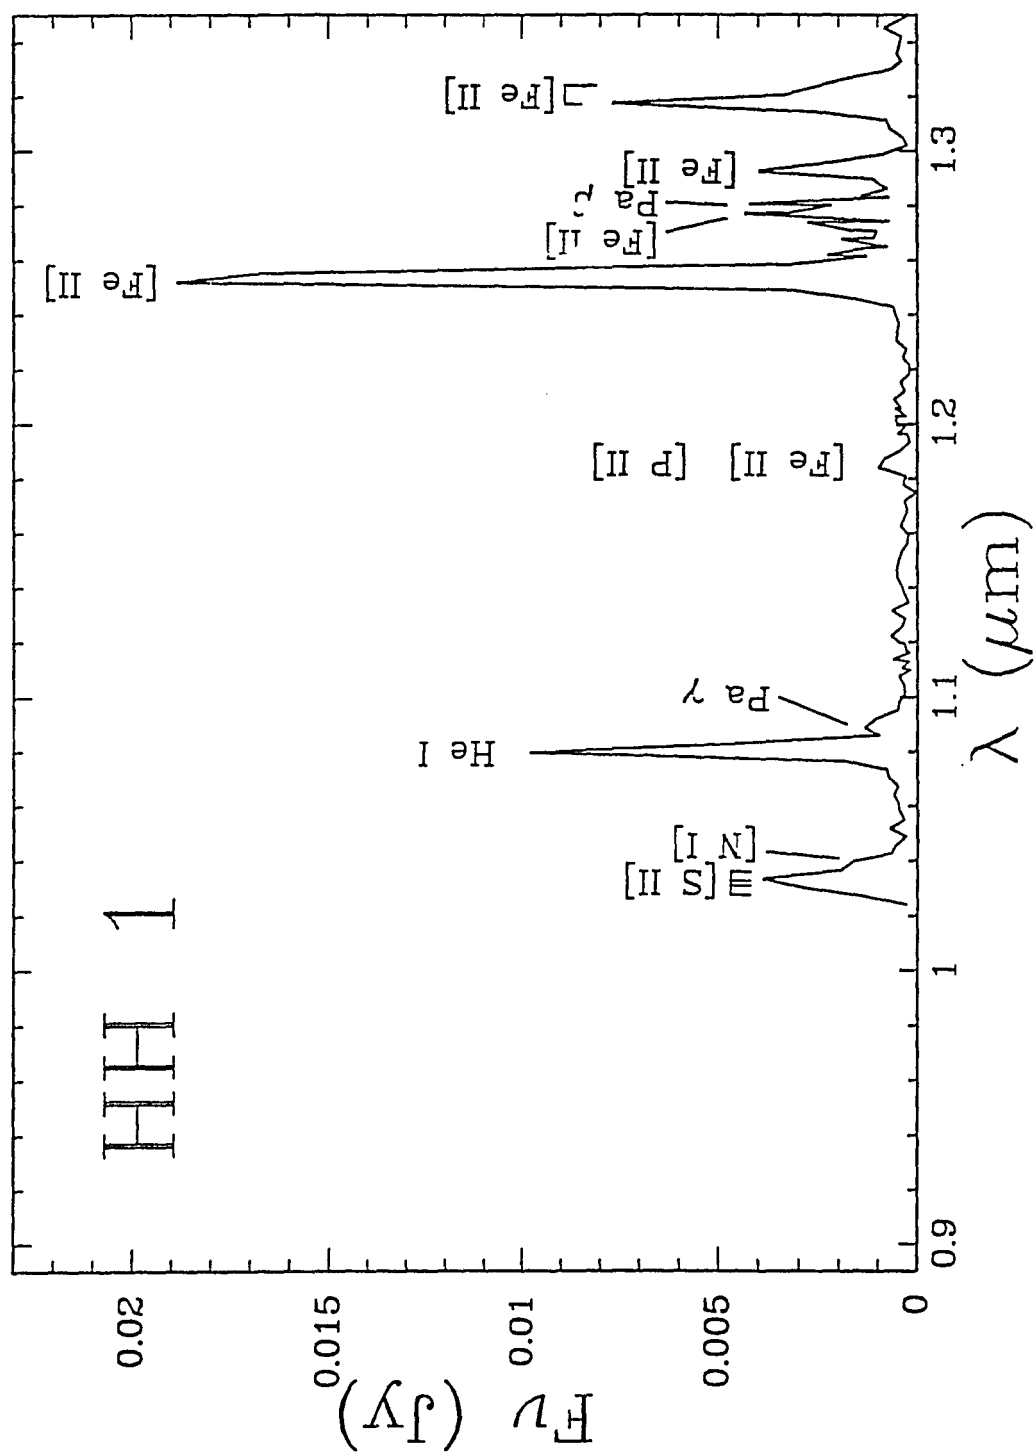 HH 1
Fν (Jy)
0.02
0.015
0.01
0.005
0
[Fe II]
He I
[S II]
[N I]
Pa γ
[P II]
[Fe II]
[Fe II]
Pa
[Fe II]
[Fe II]
0.9
1
1.1
1.2
1.3
λ (μm)